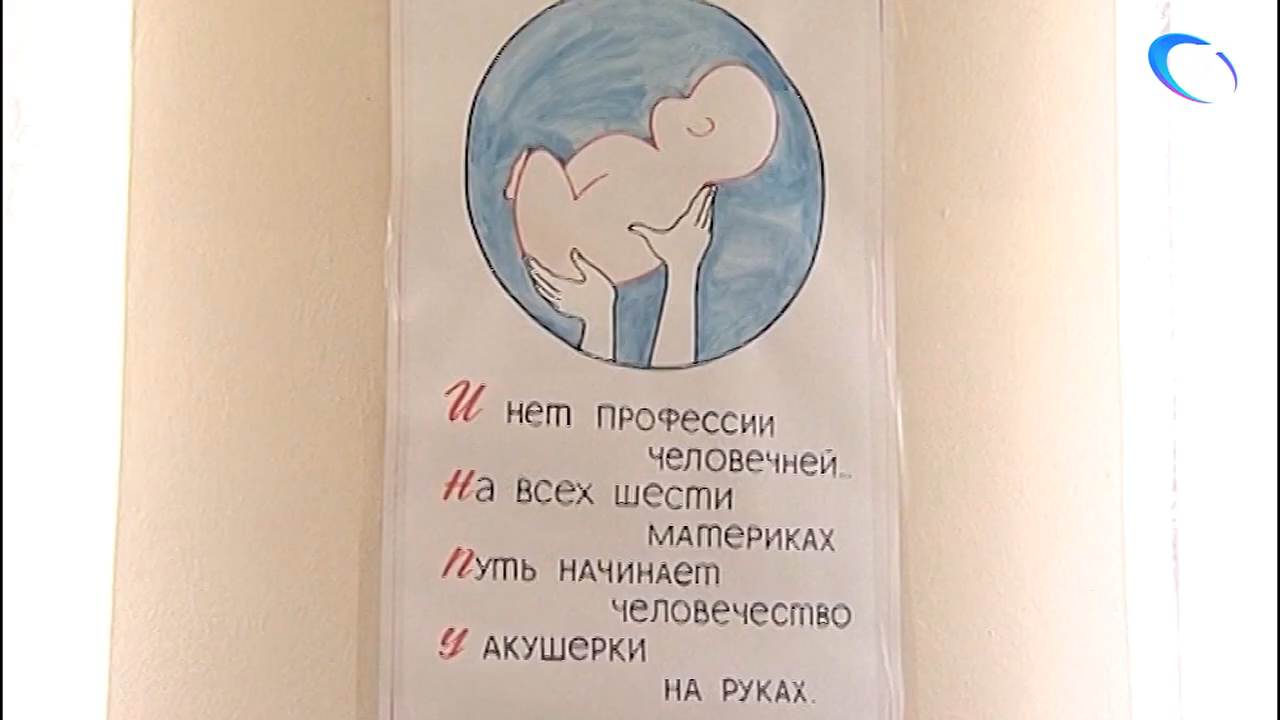 И нет профессии
человечней...
На всех шести
материках
Путь начинает
человечество
У акушерки
на руках.